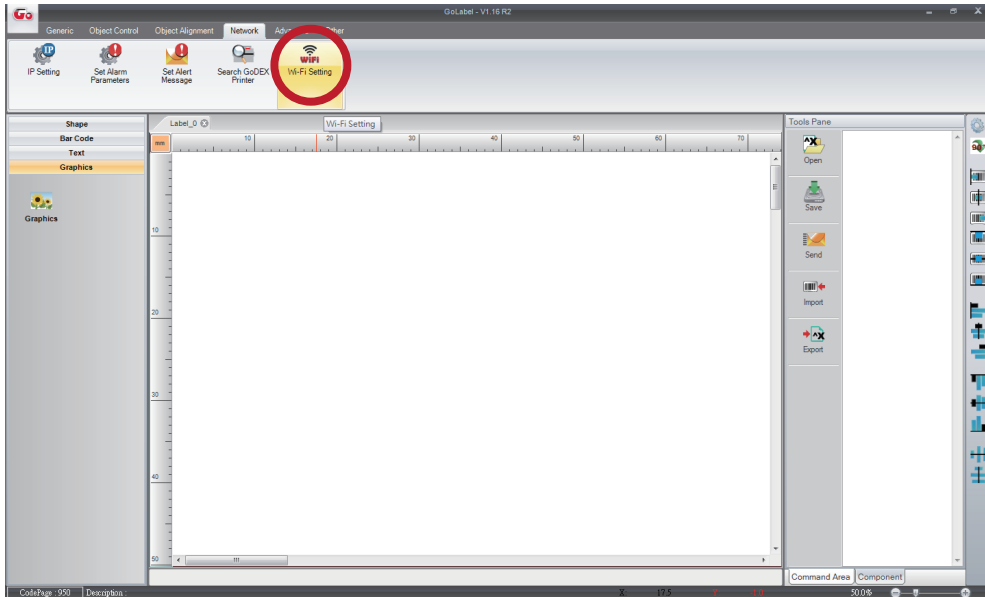 Go
GoLabel - V1.16 R2
Generic Object Control Object Alignment Network Other
IP
WiFi
IP Setting Set Alarm Parameters Set Alert Message Search GoDEX Printer Wi-Fi Setting
Shape
Bar Code
Text
Graphics
Graphics
Label_0
Wi-Fi Setting
mm
10 20 30 40 50 60 70
10
20
30
40
50
Tools Pane
Open
Save
Send
Import
Export
Command Area Component
CodePage : 950 Description :
X 17.5 50.0%